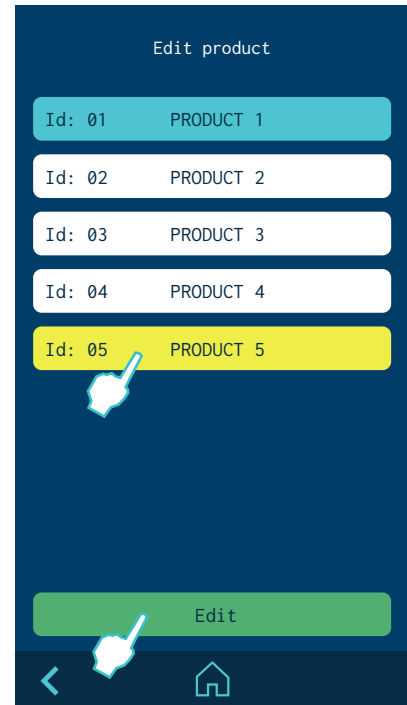 Edit product
Id: 01 PRODUCT 1
Id: 02 PRODUCT 2
Id: 03 PRODUCT 3
Id: 04 PRODUCT 4
Id: 05 PRODUCT 5
Edit